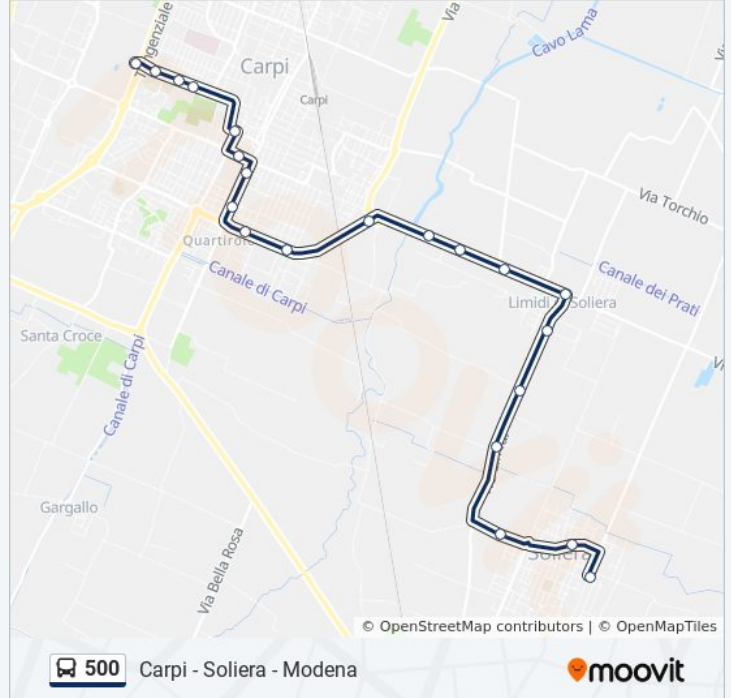 Via
Tangenziale
Cavo Lama
Carpi
Carpi
Via Torchio
Quartirolo
Canale di Carpi
Canale dei Prati
Limidi di Soliera
Santa Croce
Canale di Carpi
Gargallo
Via Bella Rosa
Soliera
© OpenStreetMap contributors | © OpenMapTiles
500 Carpi - Soliera - Modena
moovit